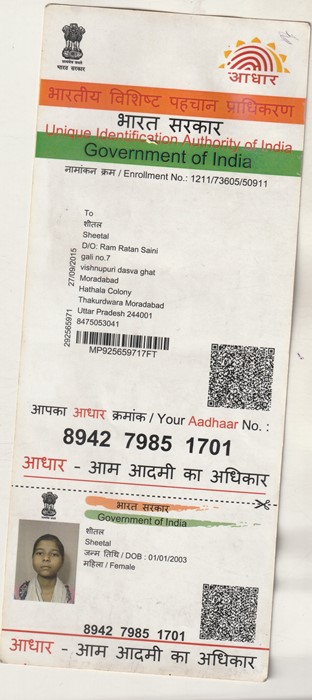 भारत सरकार
आधार
भारतीय विशिष्ट पहचान प्राधिकरण
भारत सरकार
Unique Identification Authority of India
Government of India
नामांकन क्रम / Enrollment No.: 1211/73605/50911
To
शीतल
Sheetal
D/O: Ram Ratan Saini
gali no.7
vishnupuri dasva ghat
Moradabad
Hathala Colony
Thakurdwara Moradabad
Uttar Pradesh 244001
8475053041
27/09/2015
292565971
MP925659717FT
आपका आधार क्रमांक / Your Aadhaar No. :
8942 7985 1701
आधार - आम आदमी का अधिकार
भारत सरकार
Government of India
शीतल
Sheetal
जन्म तिथि / DOB : 01/01/2003
महिला / Female
8942 7985 1701
आधार - आम आदमी का अधिकार